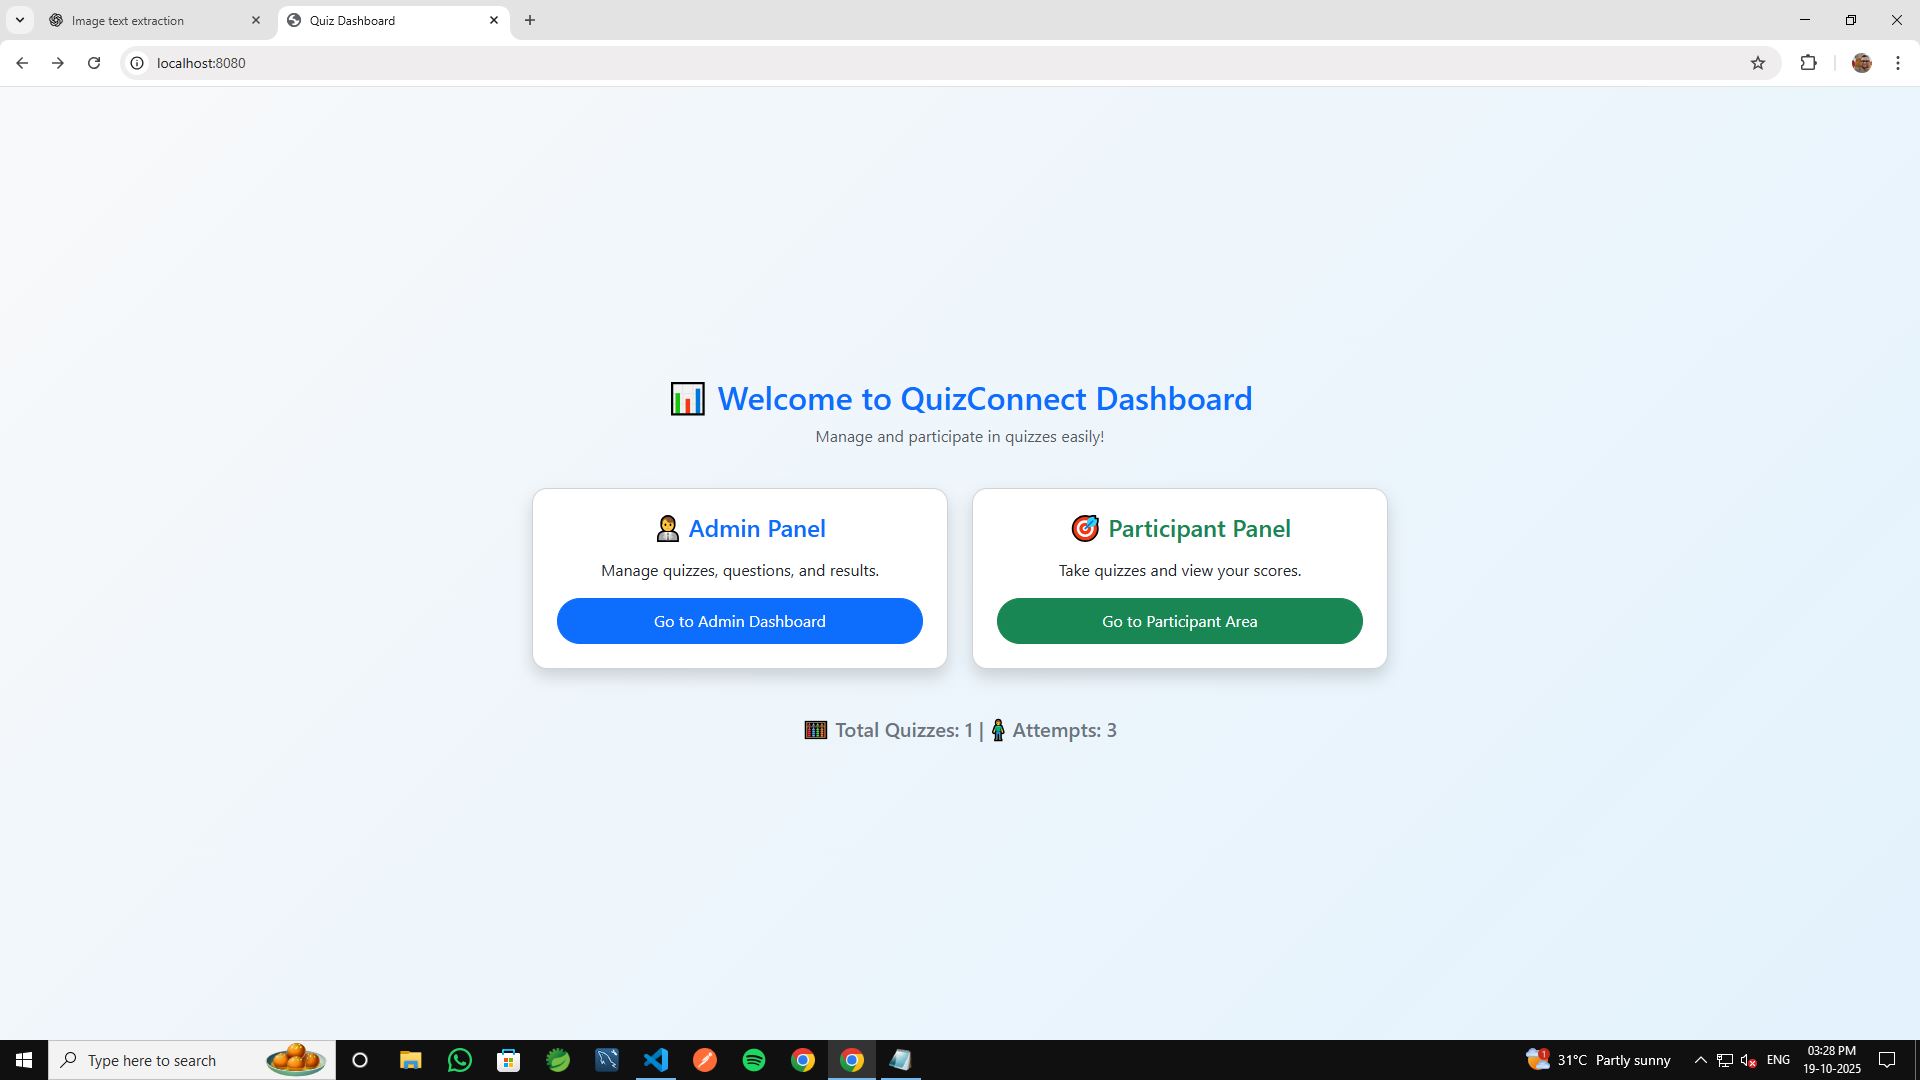 Image text extraction
Quiz Dashboard
localhost:8080
Welcome to QuizConnect Dashboard
Manage and participate in quizzes easily!
Admin Panel
Manage quizzes, questions, and results.
Go to Admin Dashboard
Participant Panel
Take quizzes and view your scores.
Go to Participant Area
Total Quizzes: 1 | Attempts: 3
Type here to search
1
31°C Partly sunny
ENG
03:28 PM
19-10-2025